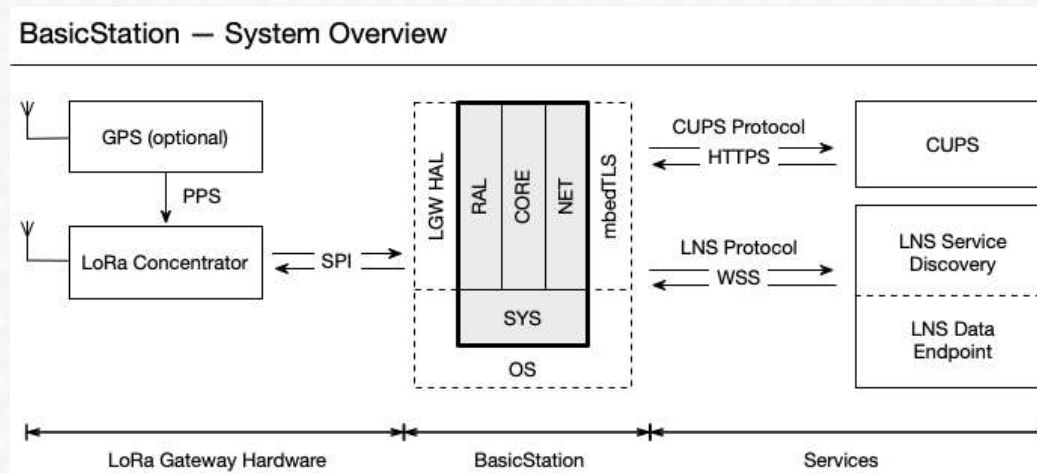 BasicStation — System Overview
GPS (optional)
PPS
LoRa Concentrator
SPI
LGW HAL
RAL
CORE
NET
mbedTLS
SYS
OS
CUPS Protocol
HTTPS
LNS Protocol
WSS
CUPS
LNS Service
Discovery
LNS Data
Endpoint
LoRa Gateway Hardware
BasicStation
Services